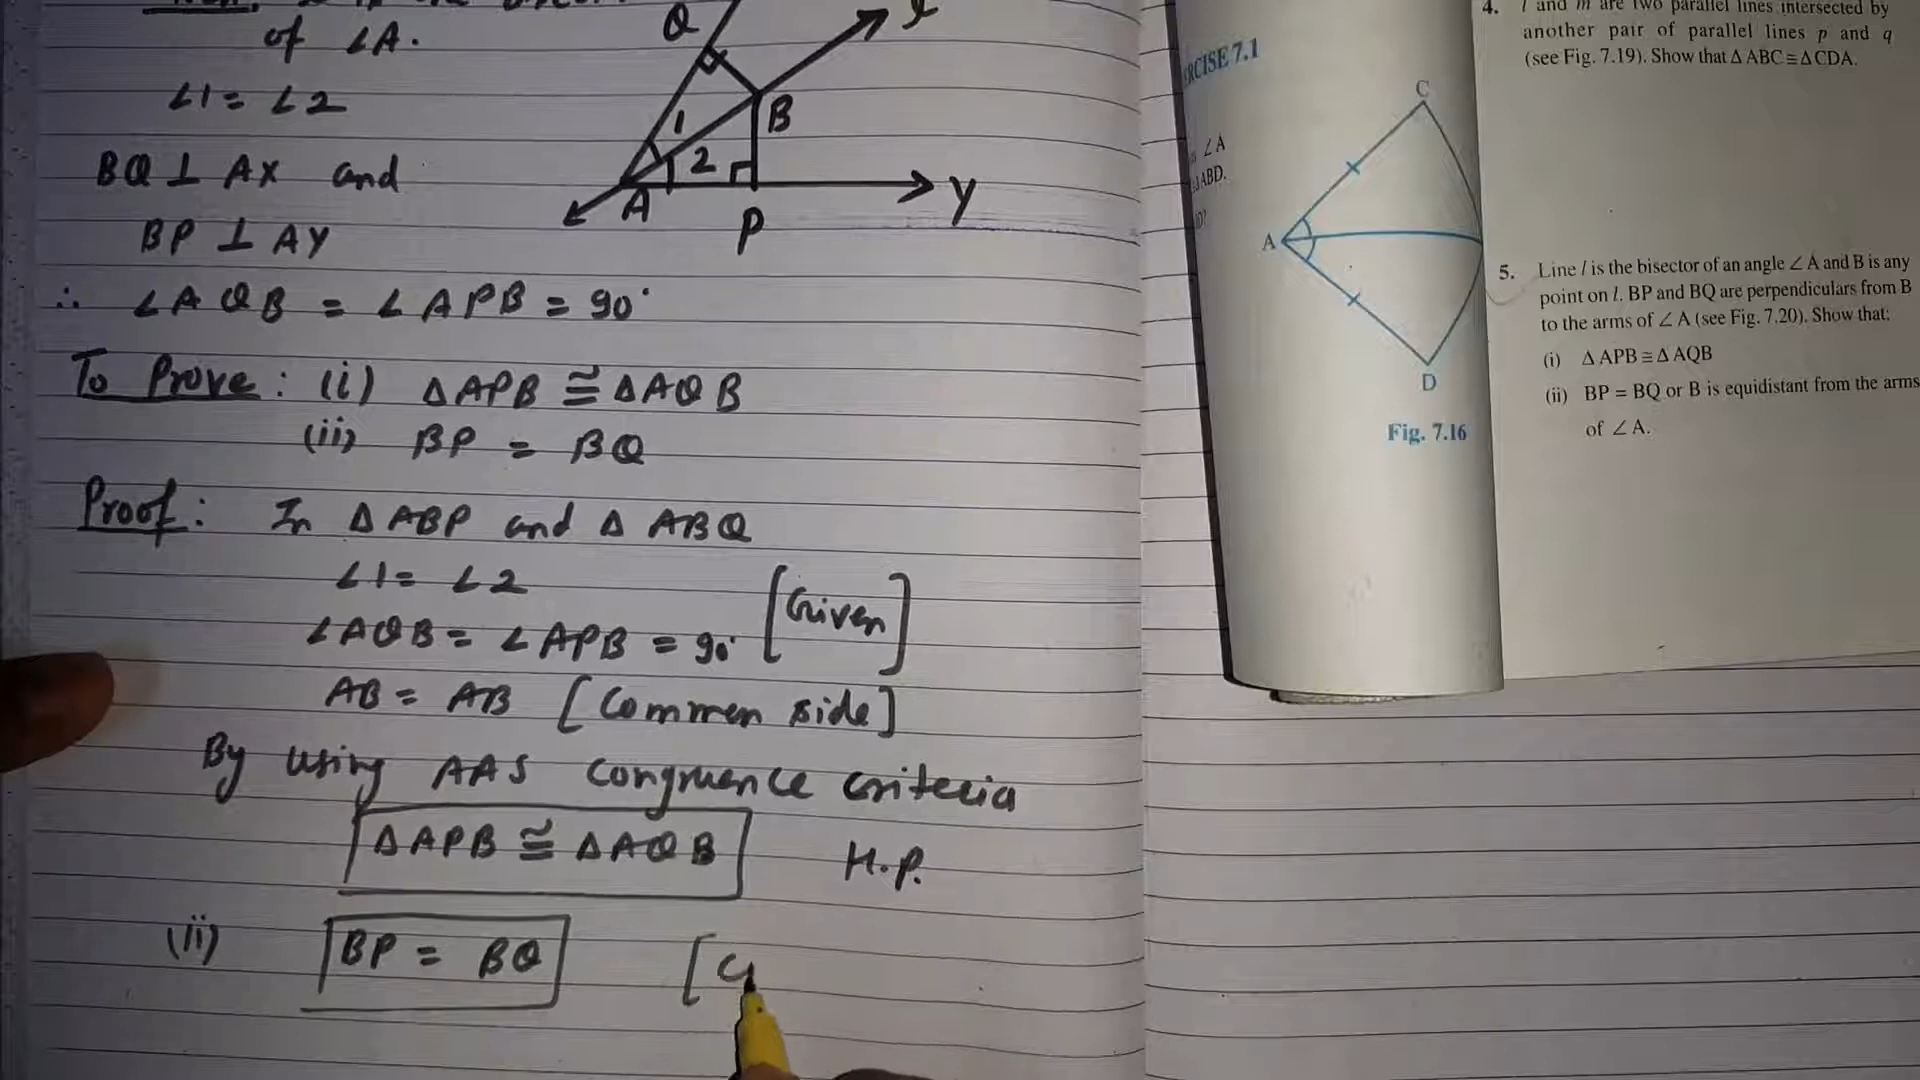 of ∠A.
∠1 = ∠2
BQ ⊥ AX and
BP ⊥ AY
∴ ∠AQB = ∠APB = 90°
Q
B
1
2
A
P
Y
To Prove : (i) ΔAPB ≅ ΔAQB
(ii) BP = BQ
Proof : In ΔABP and ΔABQ
∠1 = ∠2
∠AQB = ∠APB = 90° [Given]
AB = AB [Common side]
By using AAS congruence criteria
ΔAPB ≅ ΔAQB H.P.
(ii) BP = BQ [C
RCISE 7.1
∠A
ABD.
C
A
D
Fig. 7.16
4. l and m are two parallel lines intersected by
another pair of parallel lines p and q
(see Fig. 7.19). Show that Δ ABC ≅ Δ CDA.
5. Line l is the bisector of an angle ∠ A and B is any
point on l. BP and BQ are perpendiculars from B
to the arms of ∠ A (see Fig. 7.20). Show that:
(i) Δ APB ≅ Δ AQB
(ii) BP = BQ or B is equidistant from the arms
of ∠ A.